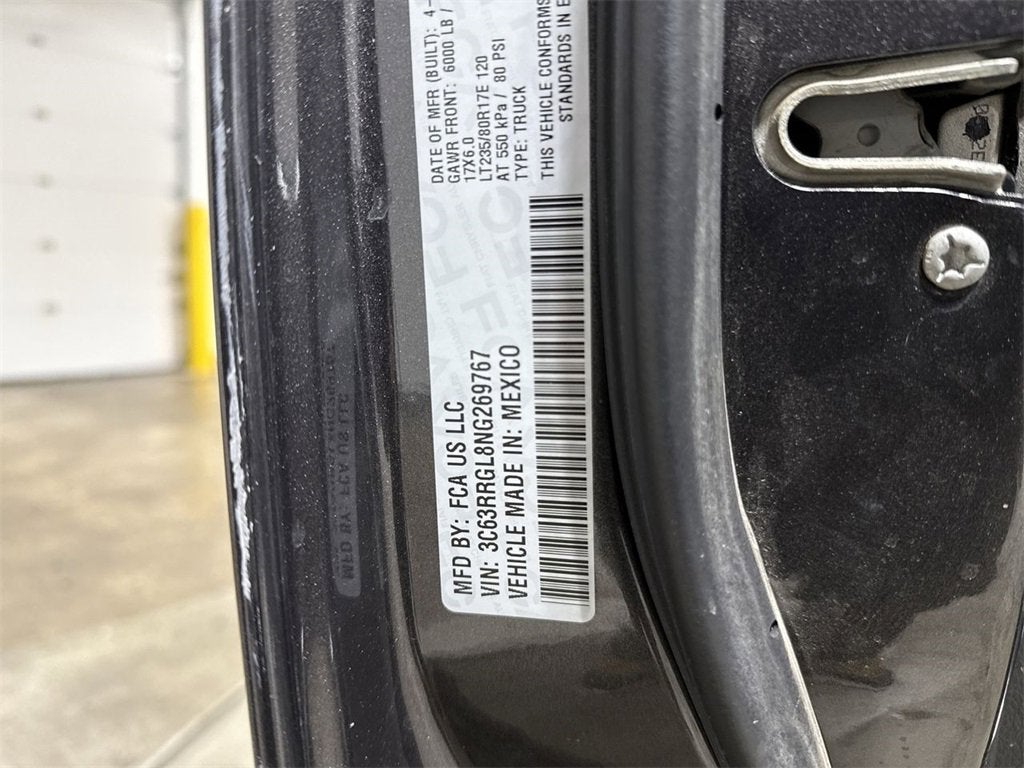 DATE OF MFR (BUILT): 4-
GAWR FRONT: 6000 LB /
17X6.0
LT235/80R17E 120
AT 550 kPa / 80 PSI
TYPE: TRUCK
THIS VEHICLE CONFORMS
STANDARDS IN E
MFD BY: FCA US LLC
VIN: 3C63RRGL8NG269767
VEHICLE MADE IN: MEXICO